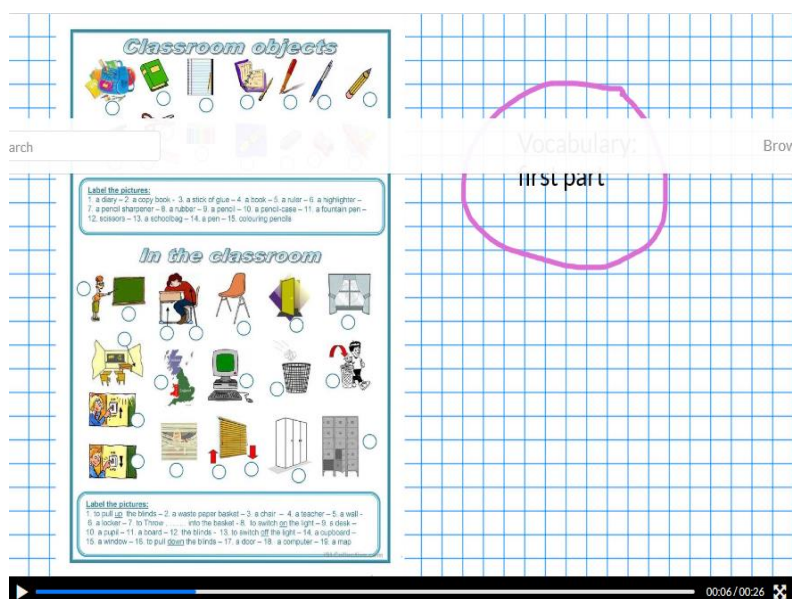 Classroom objects
arch
Vocabulary:
Brow
first part
Label the pictures:
1. a diary – 2. a copy book - 3. a stick of glue – 4. a book – 5. a ruler – 6. a highlighter –
7. a pencil sharpener – 8. a rubber – 9. a pencil – 10. a pencil-case – 11. a fountain pen –
12. scissors – 13. a schoolbag – 14. a pen – 15. colouring pencils
In the classroom
Label the pictures:
1. to pull up the blinds – 2. a waste paper basket – 3. a chair – 4. a teacher – 5. a wall -
6. a locker – 7. to Throw ........ into the basket - 8. to switch on the light – 9. a desk –
10. a pupil – 11. a board – 12. the blinds - 13. to switch off the light – 14. a cupboard –
15. a window – 16. to pull down the blinds – 17. a door – 18. a computer – 19. a map
00:06/00:26